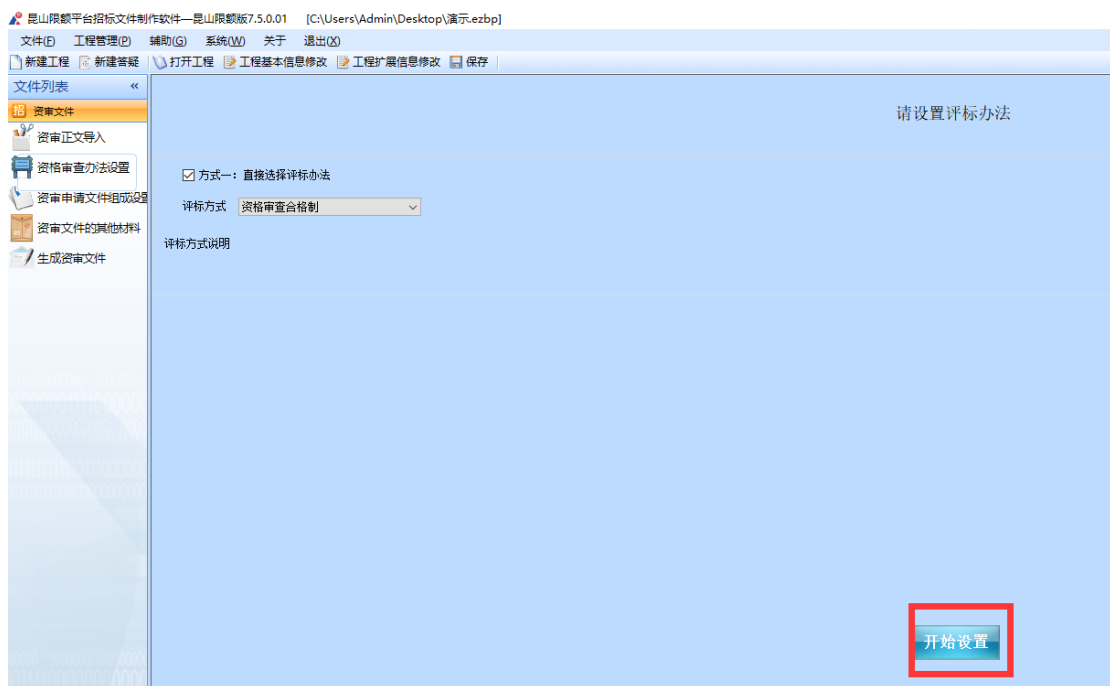 昆山限额平台招标文件制作软件—昆山限额版7.5.0.01 [C:\Users\Admin\Desktop\演示.ezbp]
文件(F) 工程管理(P) 辅助(G) 系统(W) 关于 退出(X)
新建工程 新建答疑 打开工程 工程基本信息修改 工程扩展信息修改 保存
文件列表 «
招 资审文件
资审正文导入
资格审查办法设置
资审申请文件组成设置
资审文件的其他材料
生成资审文件
请设置评标办法
方式一：直接选择评标办法
评标方式 资格审查合格制
评标方式说明
开始设置